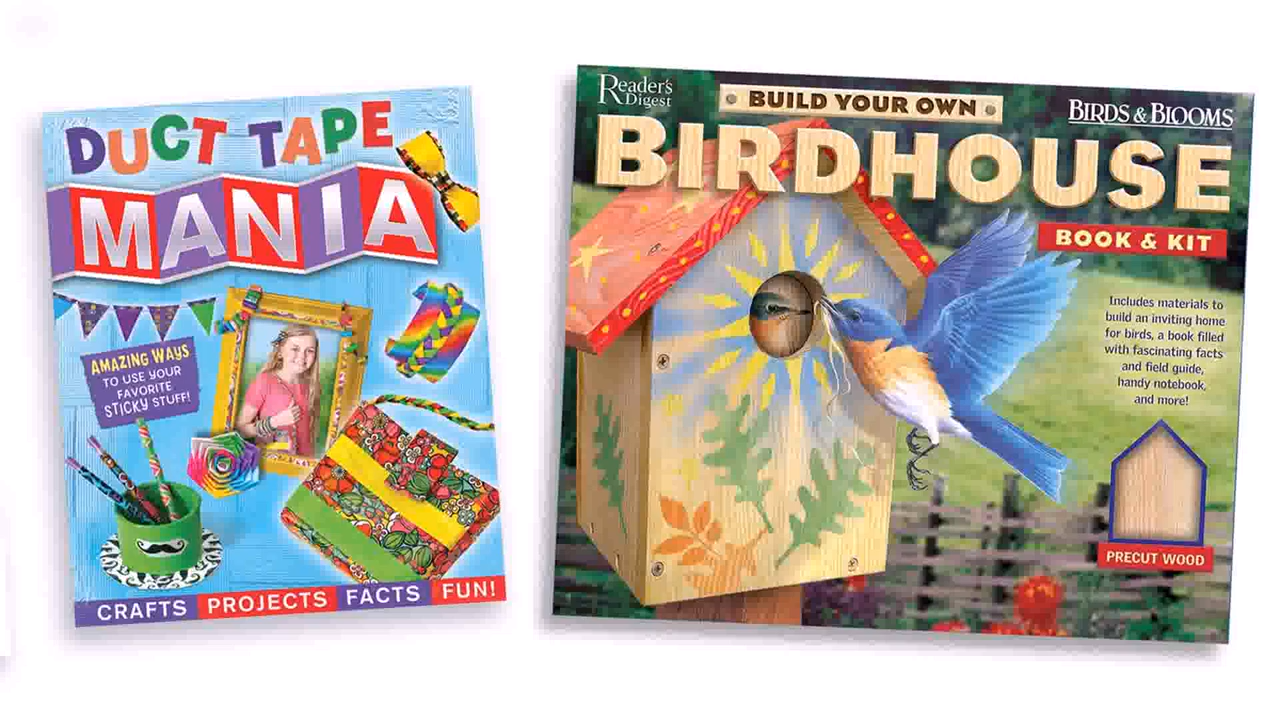 DUCT TAPE
MANIA
AMAZING WAYS
TO USE YOUR
FAVORITE
STICKY STUFF!
CRAFTS PROJECTS FACTS FUN!
Reader's
Digest
BUILD YOUR OWN
BIRDS & BLOOMS
BIRDHOUSE
BOOK & KIT
Includes materials to
build an inviting home
for birds, a book filled
with fascinating facts
and field guide,
handy notebook,
and more!
PRECUT WOOD